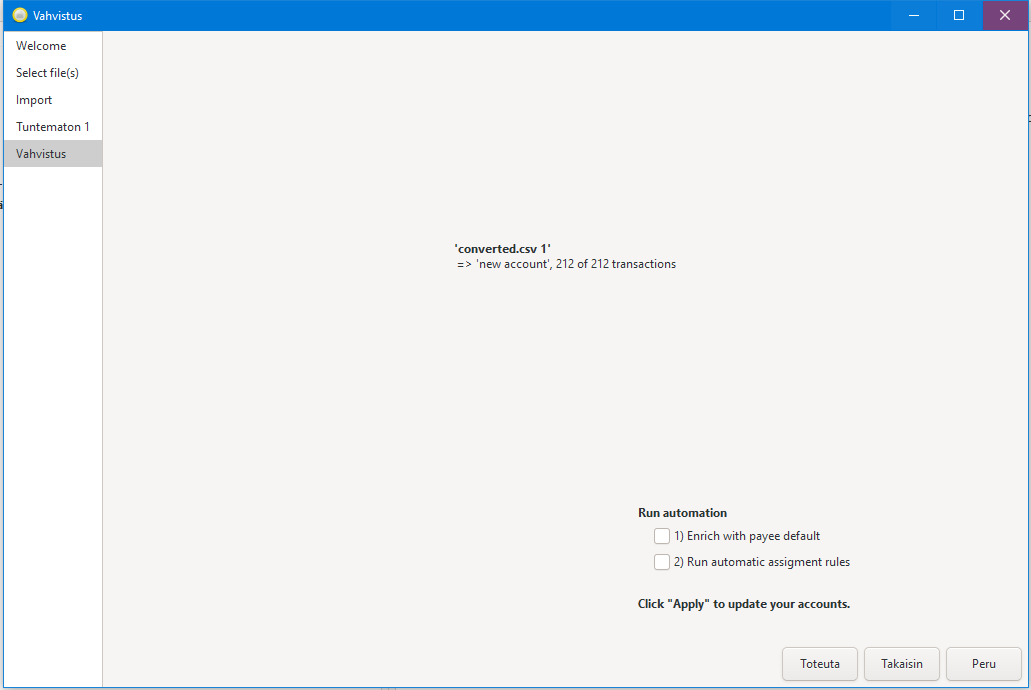 Vahvistus
Welcome
Select file(s)
Import
Tuntematon 1
Vahvistus
'converted.csv 1'
=> 'new account', 212 of 212 transactions
Run automation
1) Enrich with payee default
2) Run automatic assigment rules
Click "Apply" to update your accounts.
Toteuta Takaisin Peru